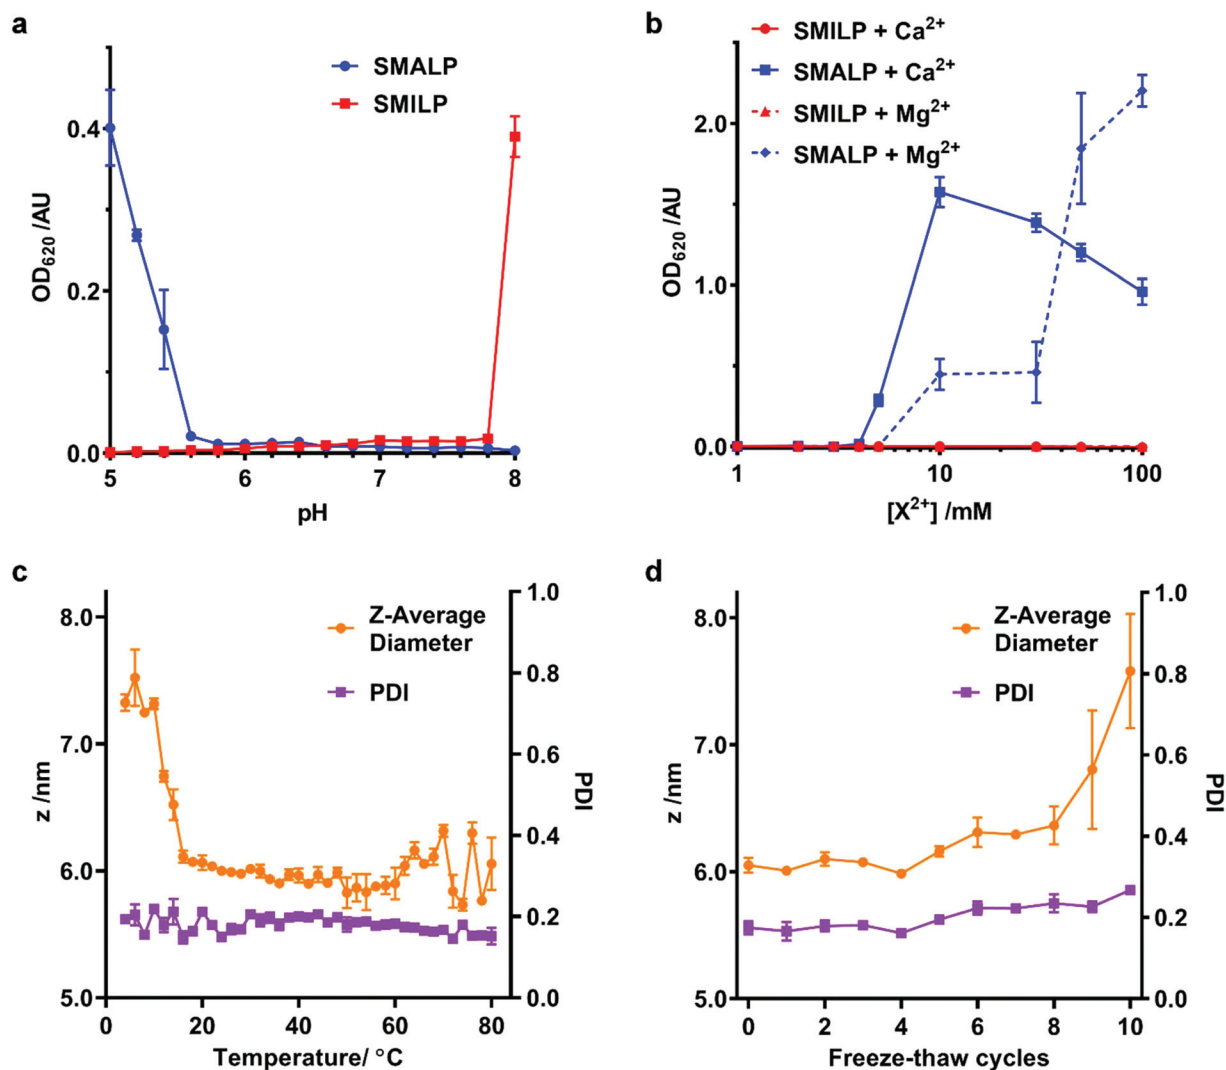 a
SMALP
SMILP
0.4
0.2
0.0
OD620 /AU
5
6
7
8
pH
b
SMILP + Ca2+
SMALP + Ca2+
SMILP + Mg2+
SMALP + Mg2+
2.0
1.0
0.0
OD620 /AU
1
10
100
[X2+] /mM
c
Z-Average
Diameter
PDI
8.0
7.0
6.0
5.0
z /nm
1.0
0.8
0.6
0.4
0.2
0.0
PDI
0
20
40
60
80
Temperature/ °C
d
Z-Average
Diameter
PDI
8.0
7.0
6.0
5.0
z /nm
1.0
0.8
0.6
0.4
0.2
0.0
PDI
0
2
4
6
8
10
Freeze-thaw cycles